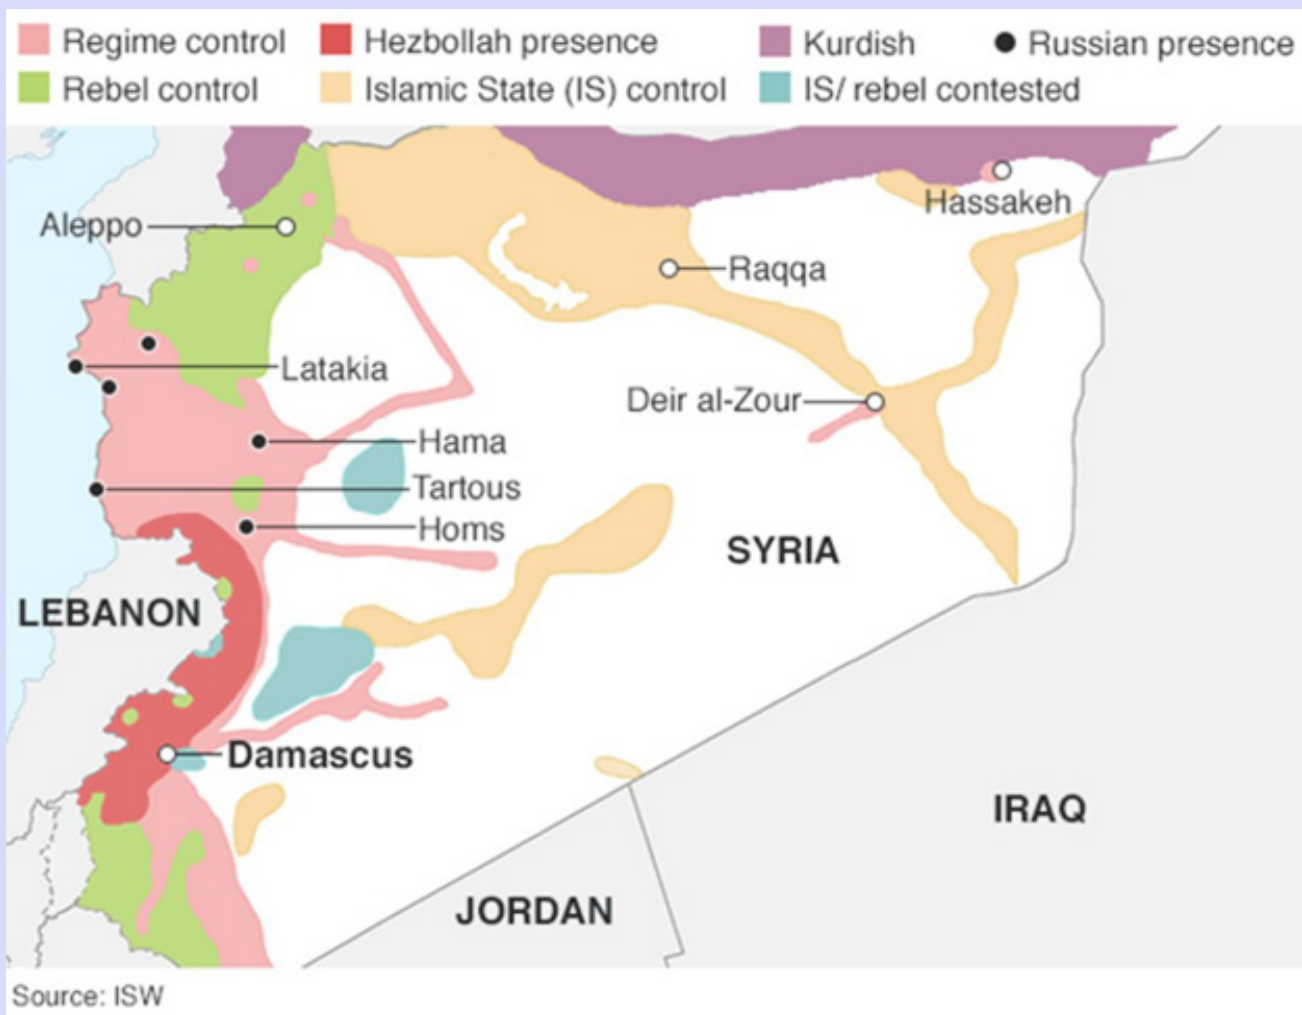 Regime control
Hezbollah presence
Kurdish
Russian presence
Rebel control
Islamic State (IS) control
IS/ rebel contested
Aleppo
Hassakeh
Raqqa
Latakia
Deir al-Zour
Hama
Tartous
Homs
SYRIA
LEBANON
Damascus
IRAQ
JORDAN
Source: ISW